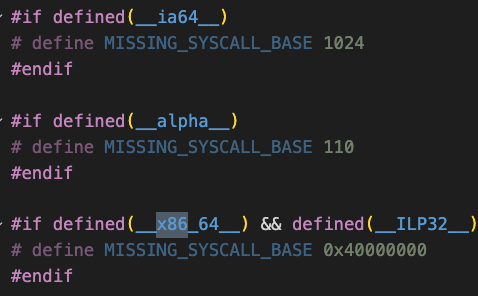 #if defined(__ia64__)
# define MISSING_SYSCALL_BASE 1024
#endif
#if defined(__alpha__)
# define MISSING_SYSCALL_BASE 110
#endif
#if defined(__x86_64__) && defined(__ILP32__)
# define MISSING_SYSCALL_BASE 0x40000000
#endif